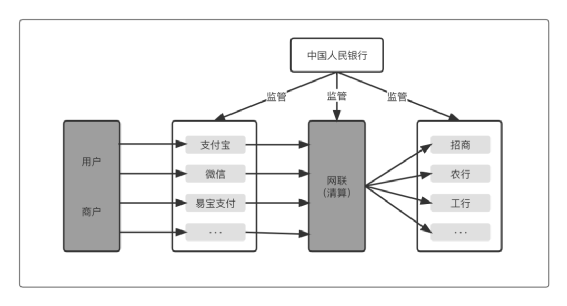 中国人民银行
监管
监管
监管
用户
商户
支付宝
微信
易宝支付
...
网联
(清算)
招商
农行
工行
...